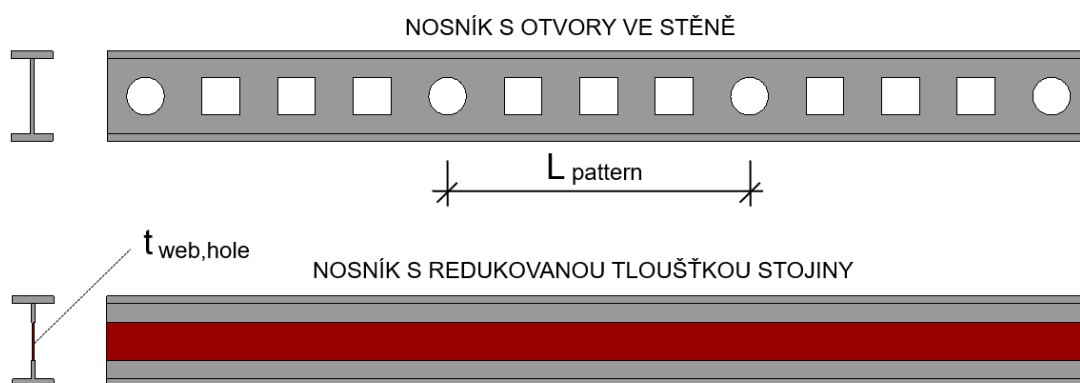 NOSNÍK S OTVORY VE STĚNĚ
L pattern
t web,hole
NOSNÍK S REDUKOVANOU TLOUŠŤKOU STOJINY